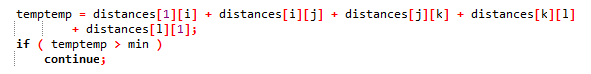 temptemp = distances[1][i] + distances[i][j] + distances[j][k] + distances[k][l]
+ distances[l][1];
if ( temptemp > min )
continue;